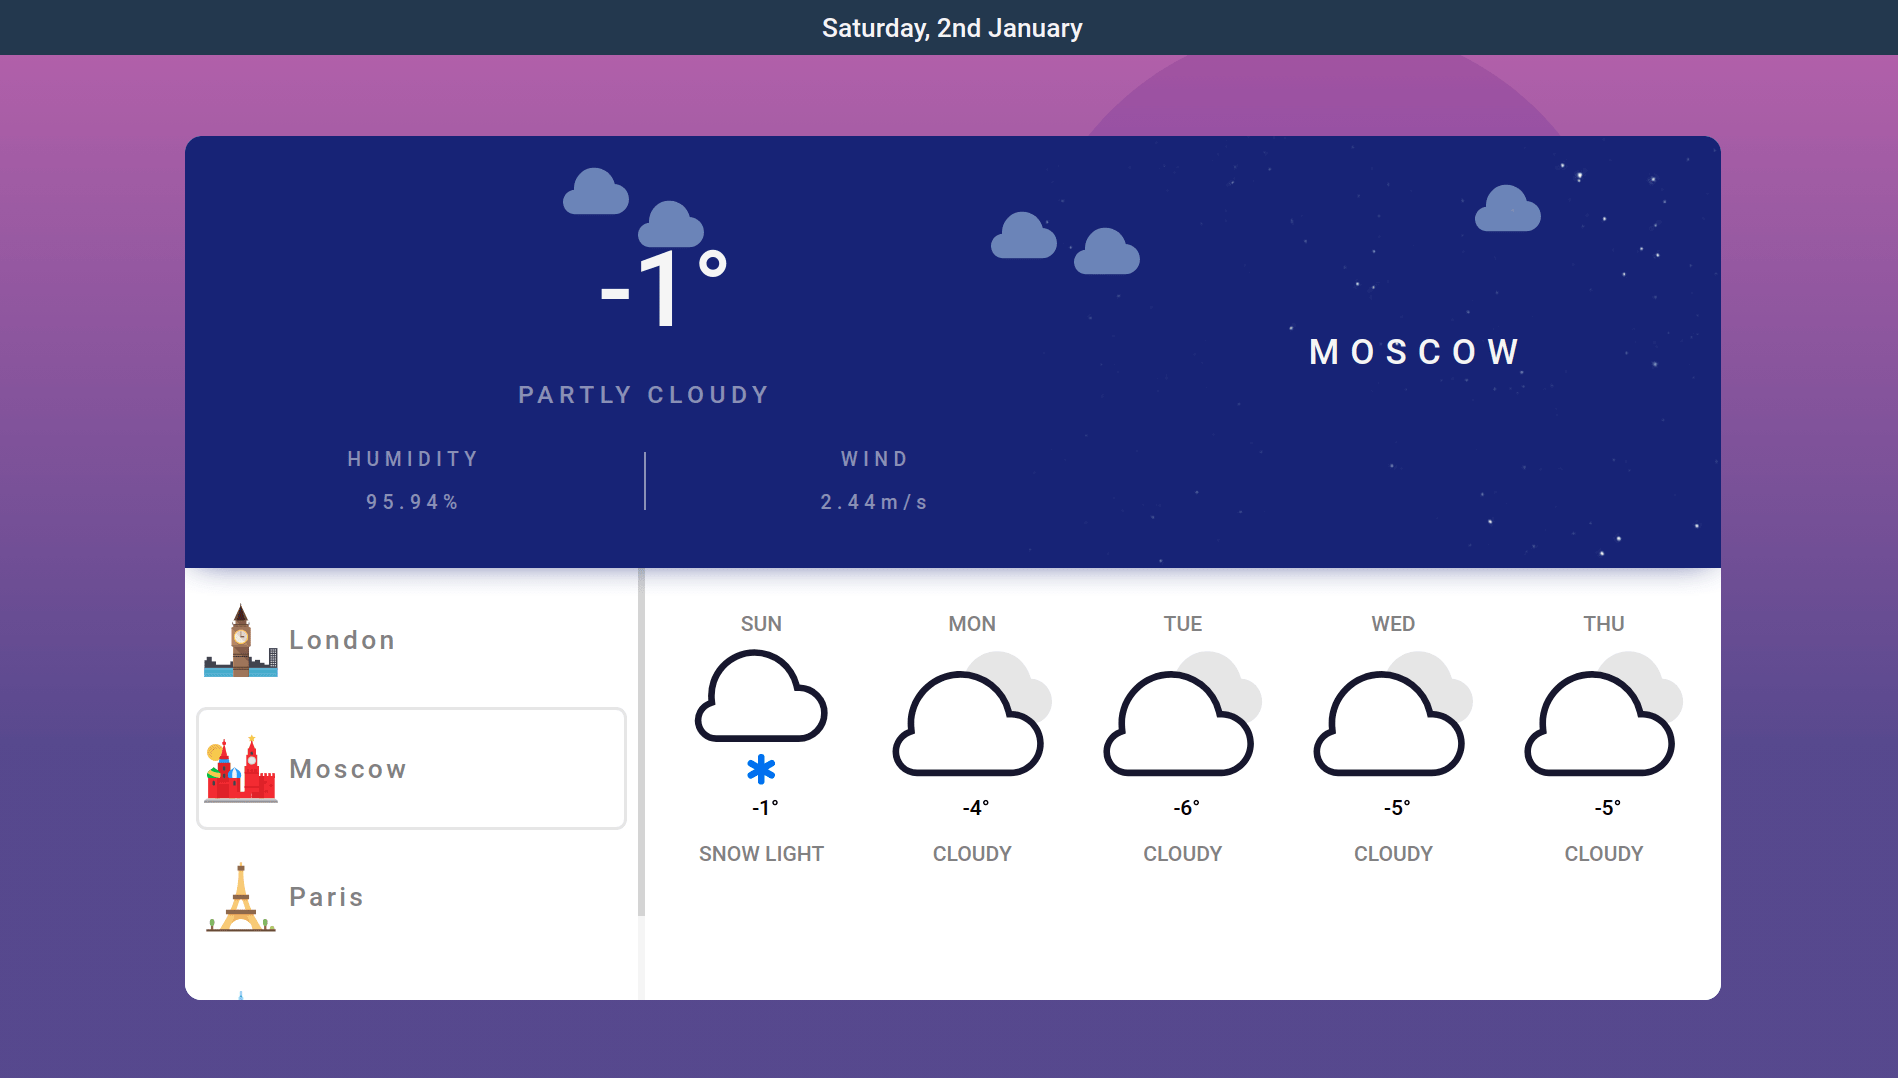 Saturday, 2nd January
-1°
PARTLY CLOUDY
HUMIDITY
95.94%
WIND
2.44m/s
MOSCOW
London
Moscow
Paris
SUN
-1°
SNOW LIGHT
MON
-4°
CLOUDY
TUE
-6°
CLOUDY
WED
-5°
CLOUDY
THU
-5°
CLOUDY